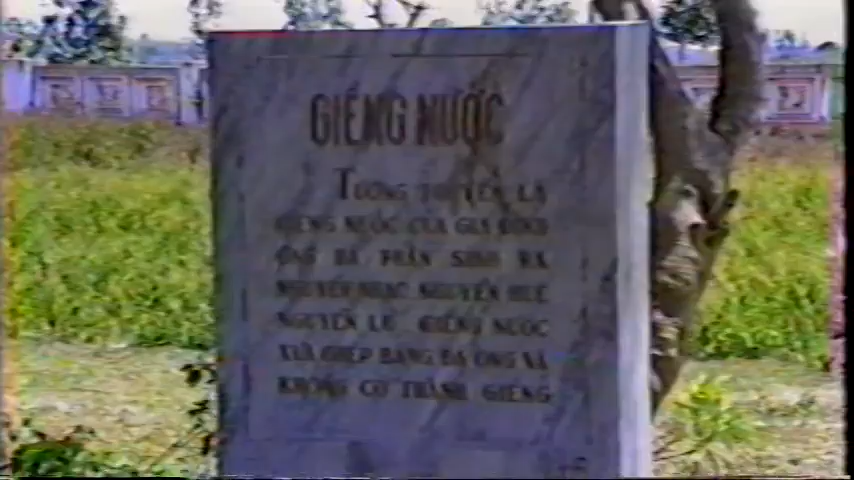 GIẾNG NƯỚC
TƯƠNG TRUYỀN LÀ
GIẾNG NƯỚC CỦA GIA ĐÌNH
ÔNG BÀ THÂN SINH RA
NGUYỄN NHẠC NGUYỄN HUỆ
NGUYỄN LỮ GIẾNG NƯỚC
XƯA GHÉP BẰNG ĐÁ ONG VÀ
KHÔNG CÓ THÀNH GIẾNG